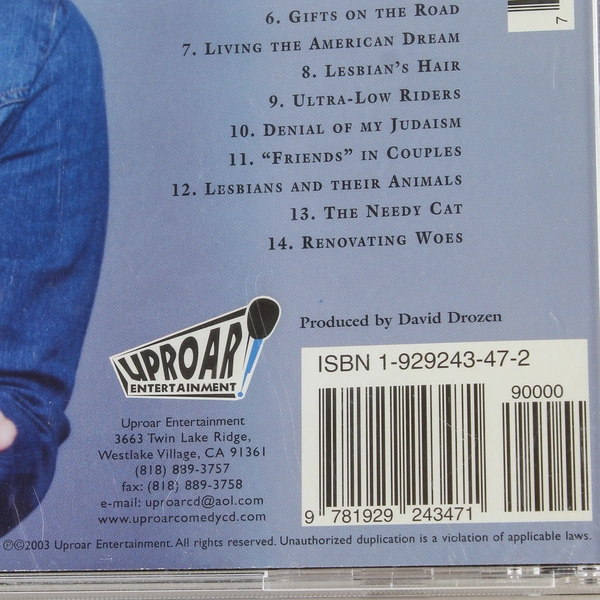 7
6. Gifts on the Road
7. Living the American Dream
8. Lesbian's Hair
9. Ultra-Low Riders
10. Denial of my Judaism
11. "Friends" in Couples
12. Lesbians and their Animals
13. The Needy Cat
14. Renovating Woes
Produced by David Drozen
UPROAR!
ENTERTAINMENT
Uproar Entertainment
3663 Twin Lake Ridge,
Westlake Village, CA 91361
(818) 889-3757
fax: (818) 889-3758
e-mail: uproarcd@aol.com
www.uproarcomedycd.com
ISBN 1-929243-47-2
90000
9 781929 243471
℗©2003 Uproar Entertainment. All rights reserved. Unauthorized duplication is a violation of applicable laws.